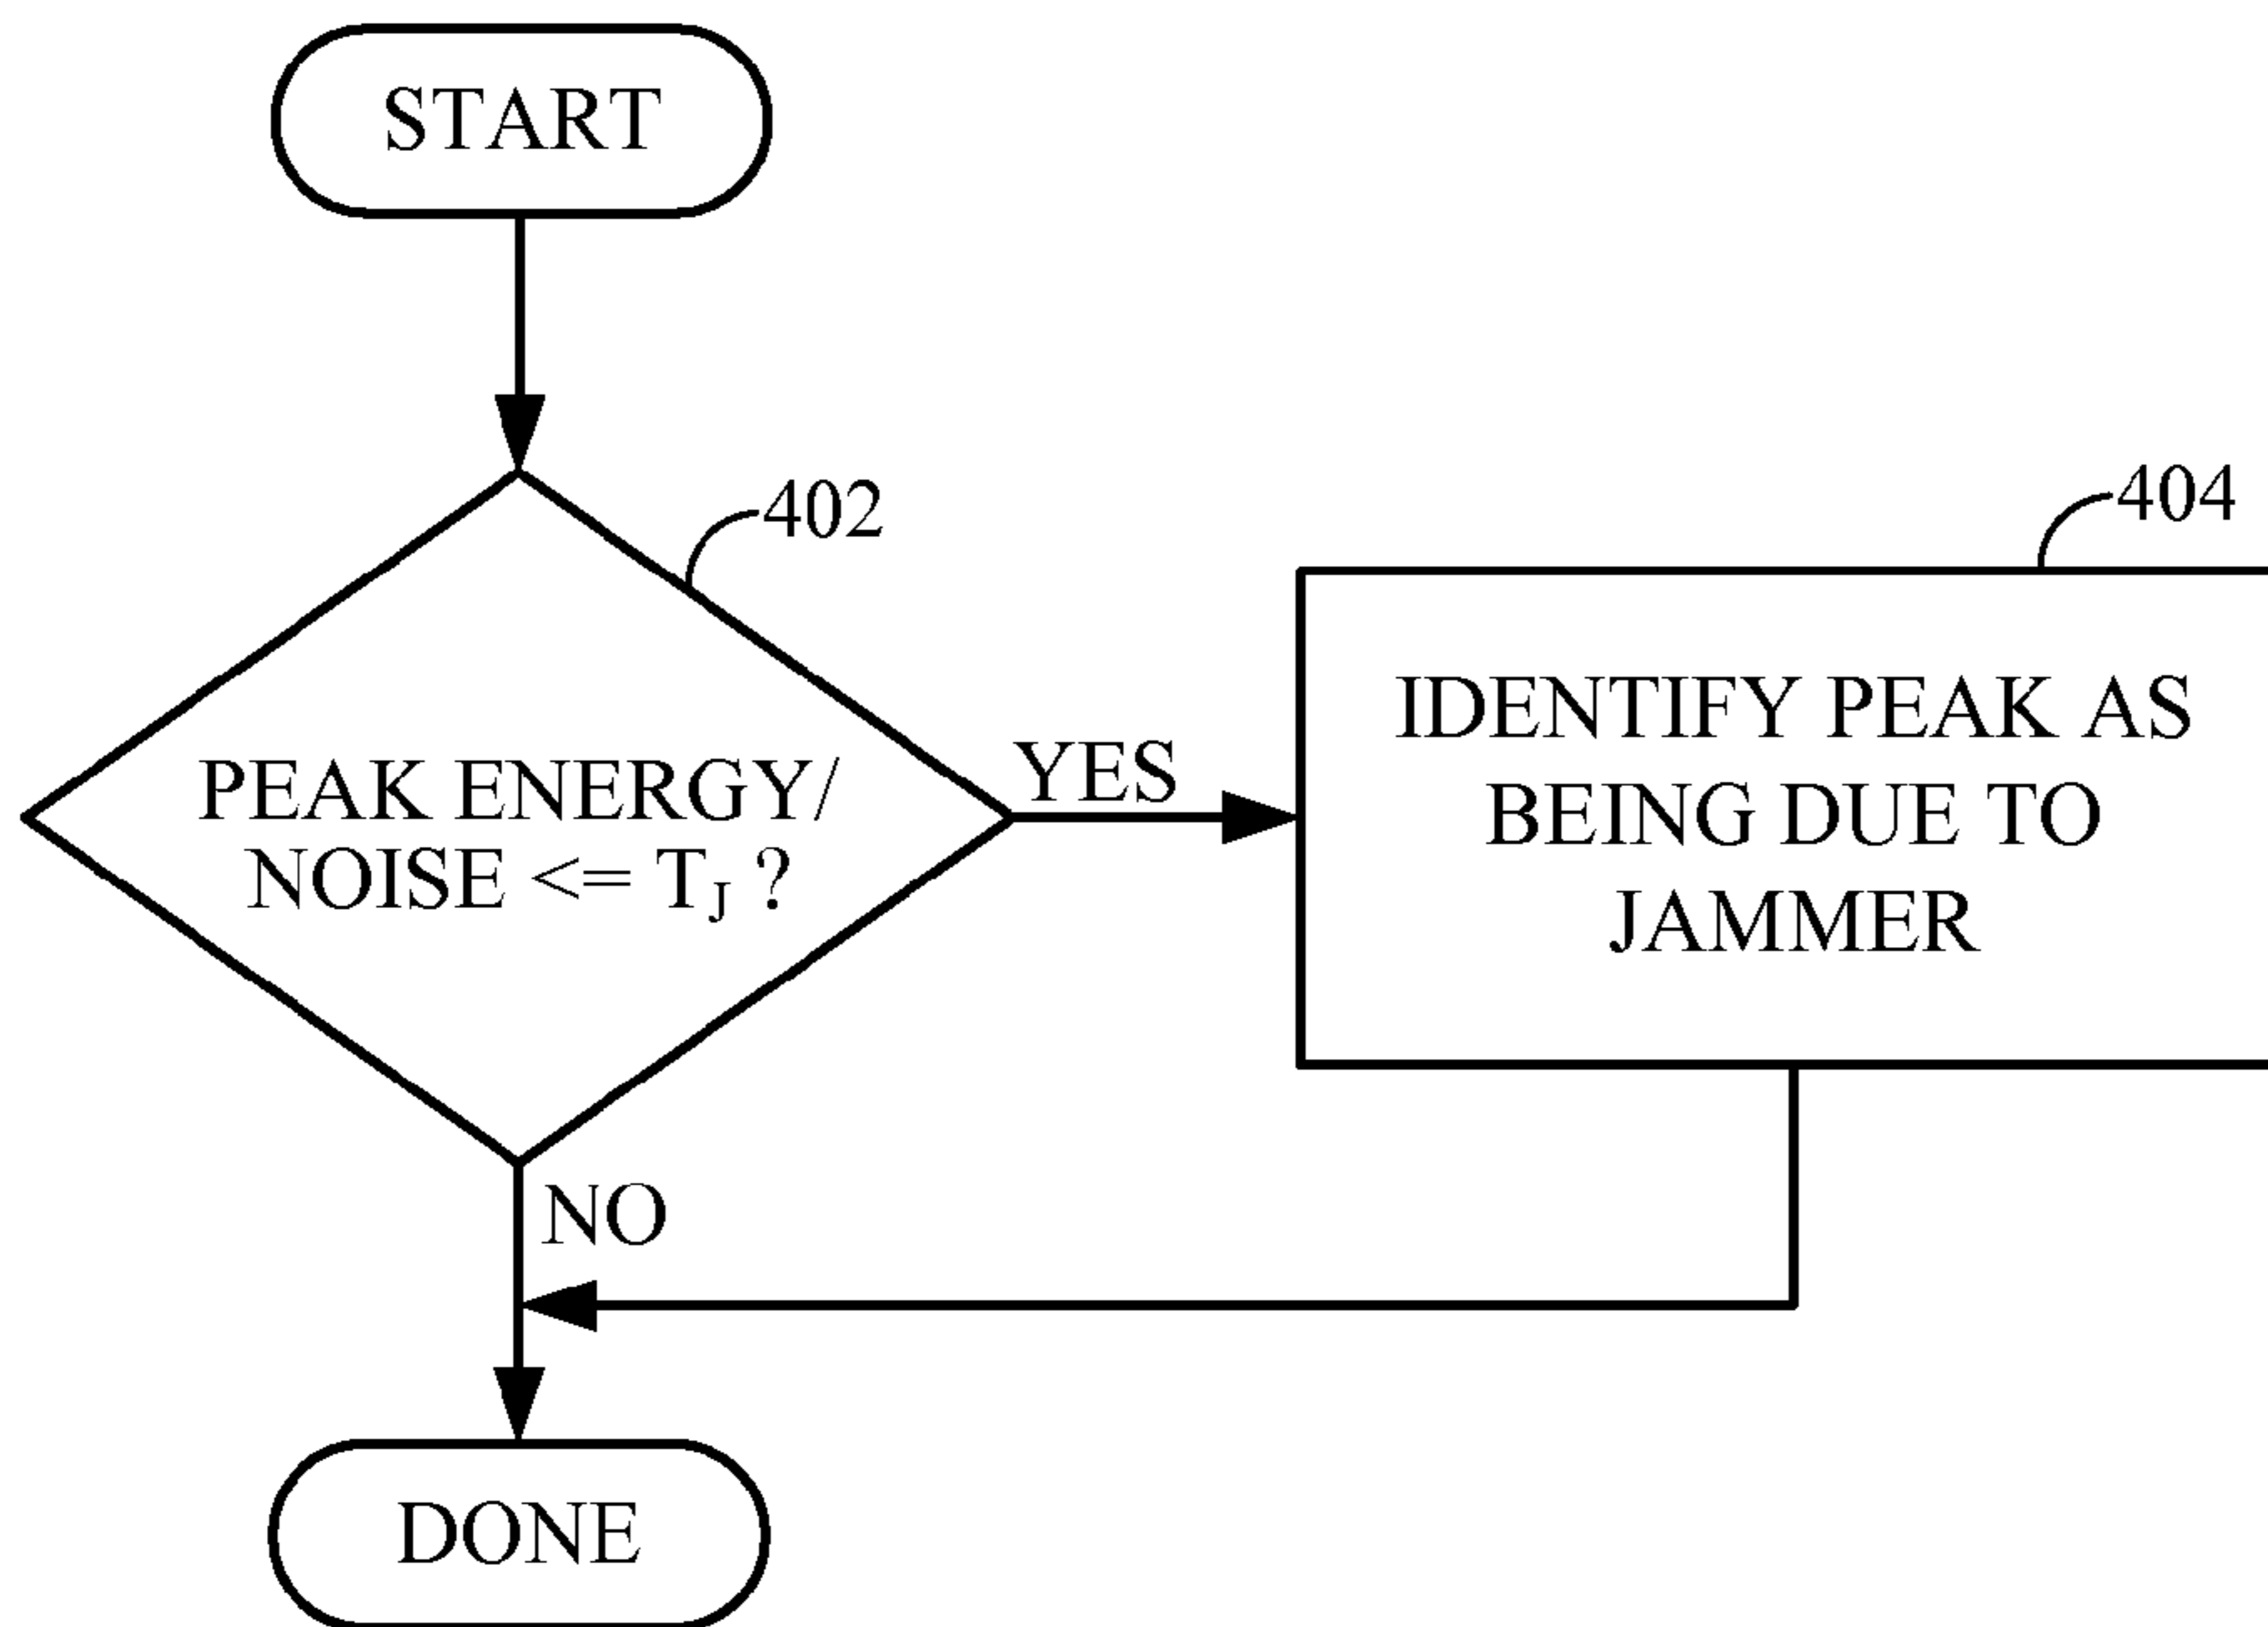 START
402
404
PEAK ENERGY/
NOISE <= TJ ?
YES
IDENTIFY PEAK AS
BEING DUE TO
JAMMER
NO
DONE